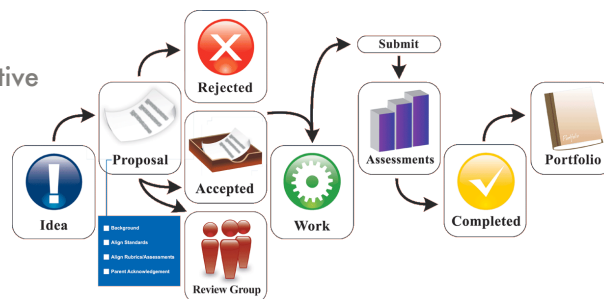 tive
Idea
Proposal
Background
Align Standards
Align Rubrics/Assessments
Parent Acknowledgement
Rejected
Accepted
Review Group
Work
Submit
Assessments
Completed
Portfolio